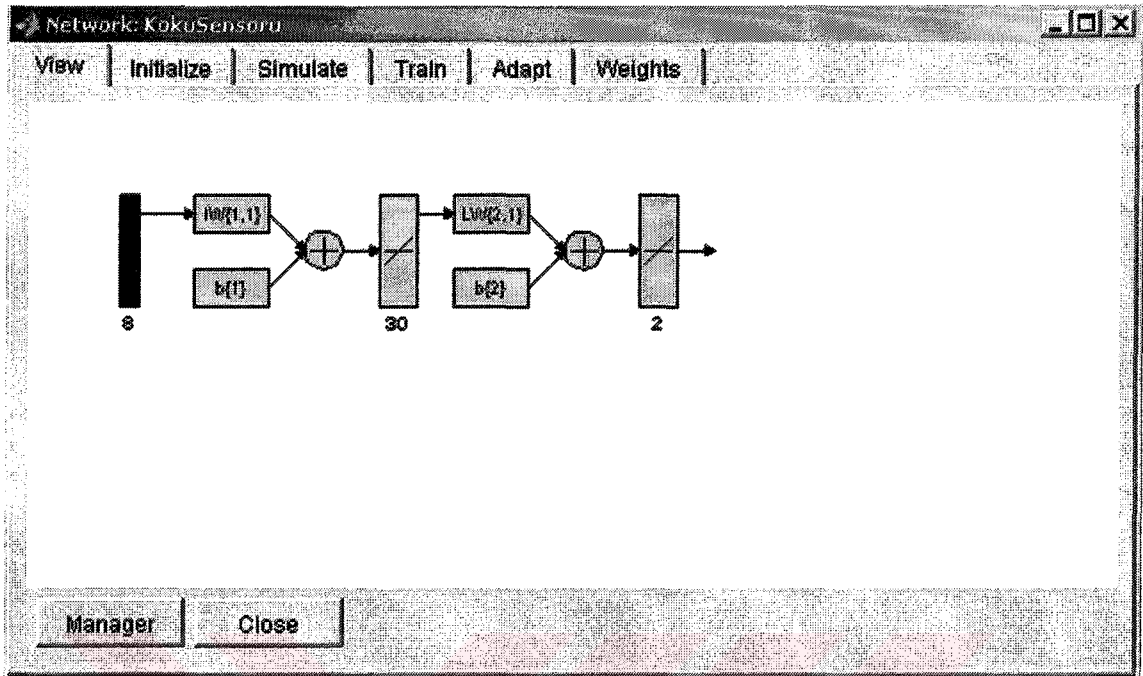 Network: KokuSensoru
View Initialize Simulate Train Adapt Weights
IW{1,1} LW{2,1}
b{1} b{2}
8 30 2
Manager Close